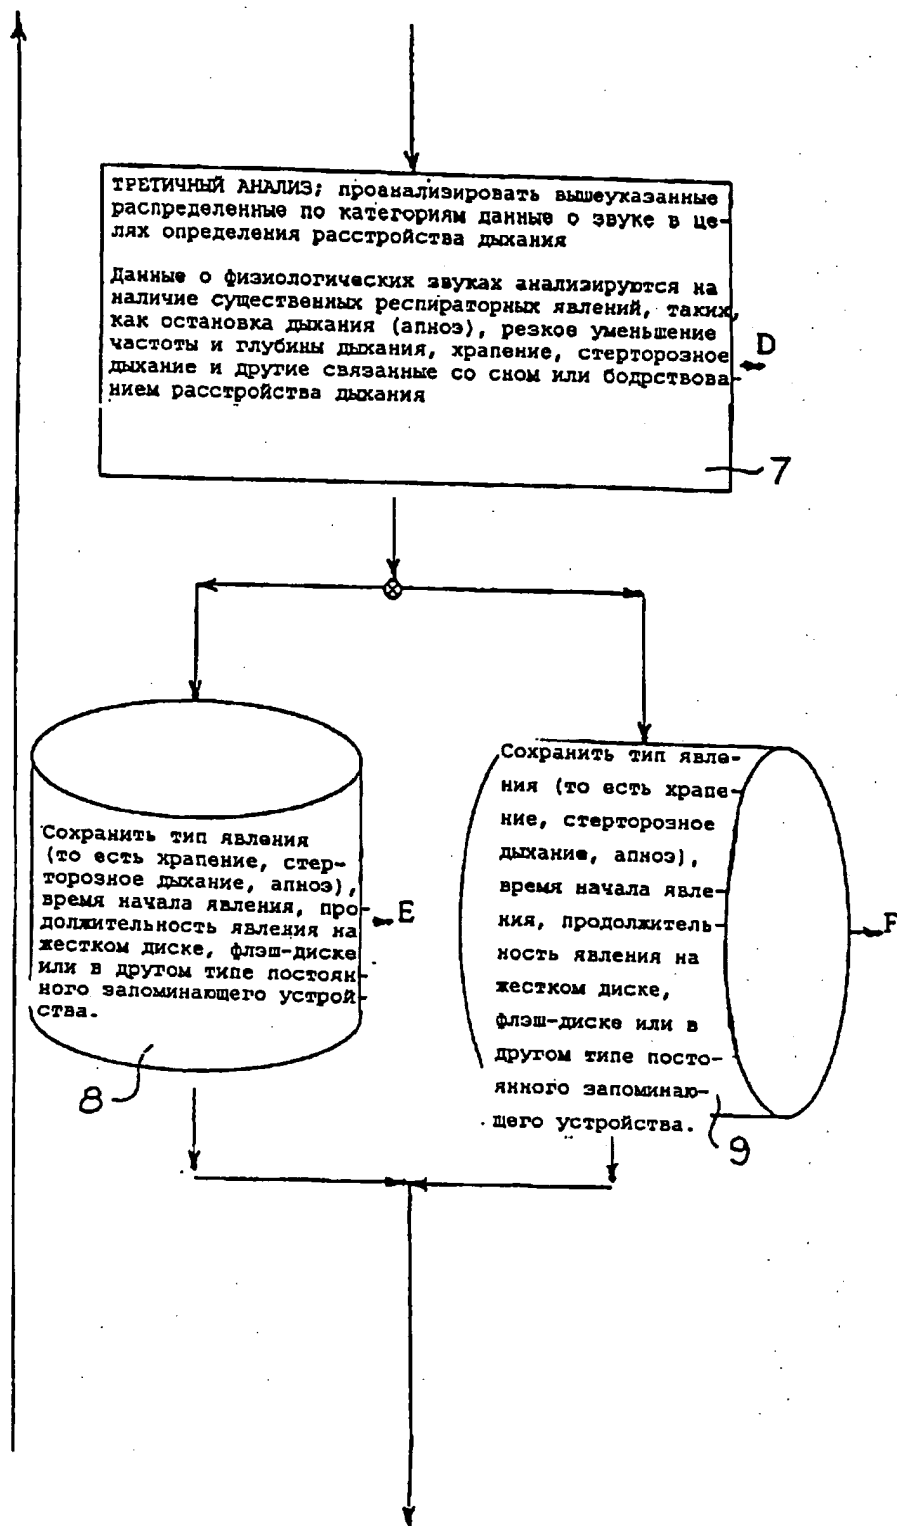 ТРЕТИЧНЫЙ АНАЛИЗ; проанализировать вышеуказанные
распределенные по категориям данные о звуке в це-
лях определения расстройства дыхания
Данные о физиологических звуках анализируются на
наличие существенных респираторных явлений, таких,
как остановка дыхания (апноэ), резкое уменьшение
частоты и глубины дыхания, храпение, стерторозное
дыхание и другие связанные со сном или бодрствова-
нием расстройства дыхания
D
7
Сохранить тип явления
(то есть храпение, стер-
торозное дыхание, апноэ),
время начала явления, про-
должительность явления на
жестком диске, флэш-диске
или в другом типе постоян-
ного запоминающего устрой-
ства.
E
8
Сохранить тип явле-
ния (то есть храпе-
ние, стерторозное
дыхание, апноэ),
время начала явле-
ния, продолжитель-
ность явления на
жестком диске,
флэш-диске или в
другом типе посто-
янного запоминаю-
щего устройства.
F
9